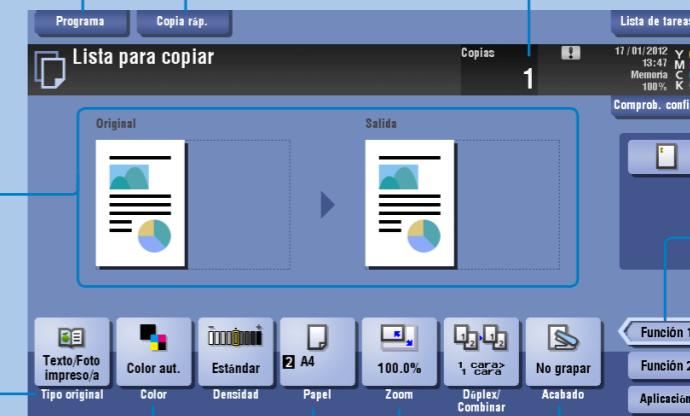 Programa
Copia ráp.
Lista de tareas
Lista para copiar
Copias
1
17/01/2012
13:47
Memoria
100%
Y
M
C
K
Comprob. confi
Original
Salida
Función 1
Texto/Foto
impreso/a
Color aut.
Estándar
2 A4
100.0%
1 cara>
1 cara
No grapar
Función 2
Tipo original
Color
Densidad
Papel
Zoom
Dúplex/
Combinar
Acabado
Aplicación